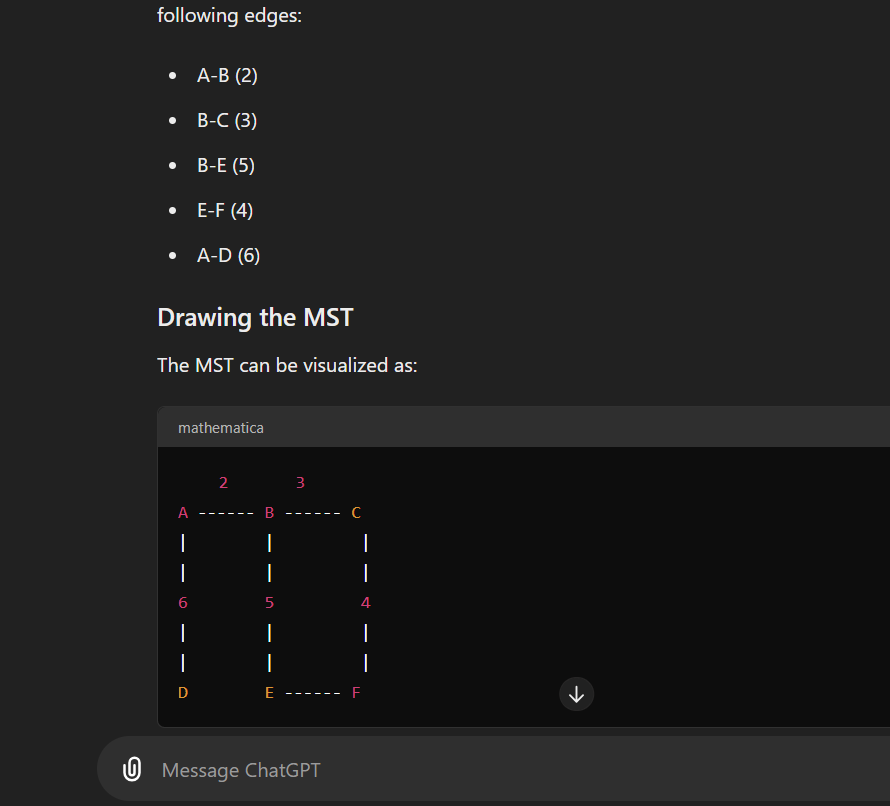 following edges:
• A-B (2)
• B-C (3)
• B-E (5)
• E-F (4)
• A-D (6)
Drawing the MST
The MST can be visualized as:
mathematica
     2       3
A ------ B ------ C
|        |         |
|        |         |
6        5         4
|        |         |
|        |         |
D        E ------ F
Message ChatGPT